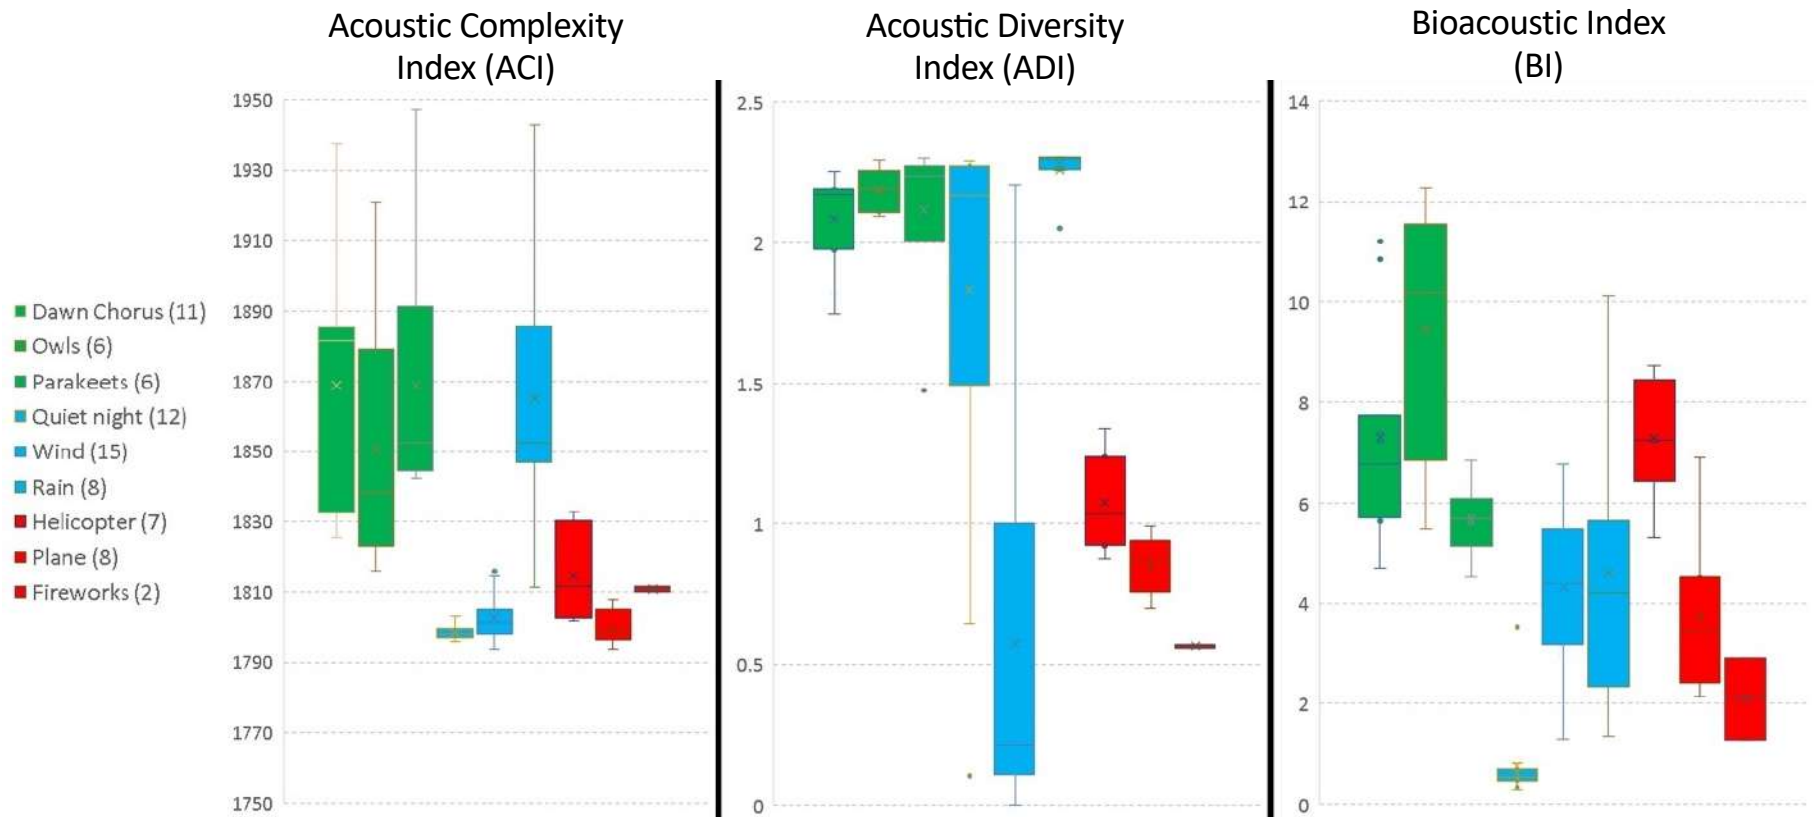 Acoustic Complexity
Index (ACI)
Acoustic Diversity
Index (ADI)
Bioacoustic Index
(BI)
Dawn Chorus (11)
Owls (6)
Parakeets (6)
Quiet night (12)
Wind (15)
Rain (8)
Helicopter (7)
Plane (8)
Fireworks (2)
1950
1930
1910
1890
1870
1850
1830
1810
1790
1770
1750
2.5
2
1.5
1
0.5
0
14
12
10
8
6
4
2
0